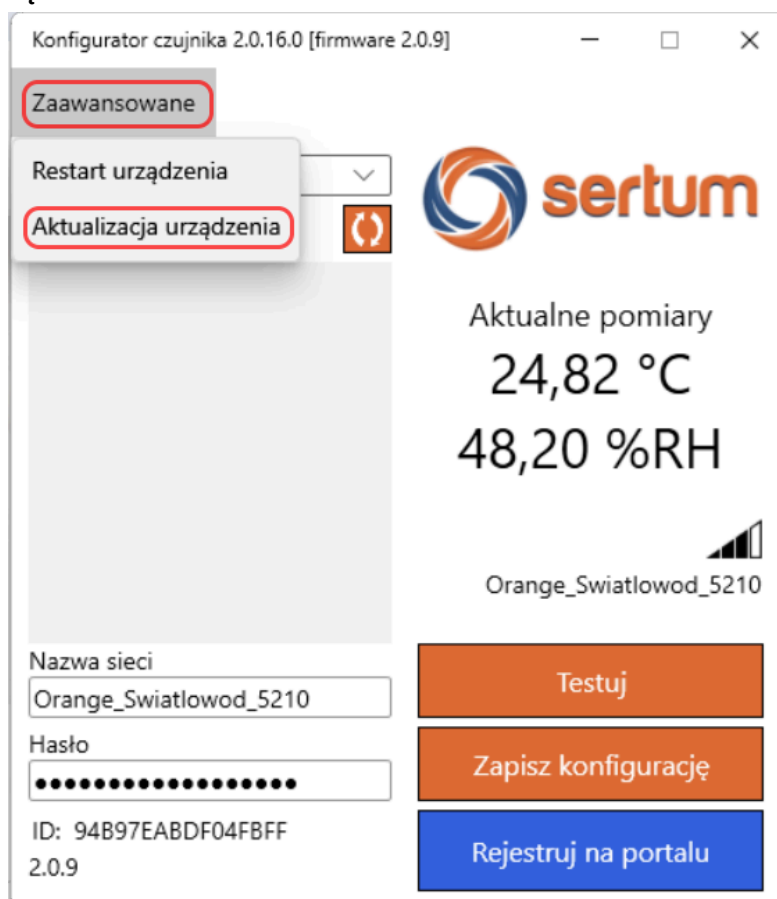 Konfigurator czujnika 2.0.16.0 [firmware 2.0.9]
Zaawansowane
Restart urządzenia
Aktualizacja urządzenia
sertum
Aktualne pomiary
24,82 °C
48,20 %RH
Orange_Swiatlowod_5210
Nazwa sieci
Orange_Swiatlowod_5210
Hasło
●●●●●●●●●●●●●●●●●●
ID: 94B97EABDF04FBFF
2.0.9
Testuj
Zapisz konfigurację
Rejestruj na portalu